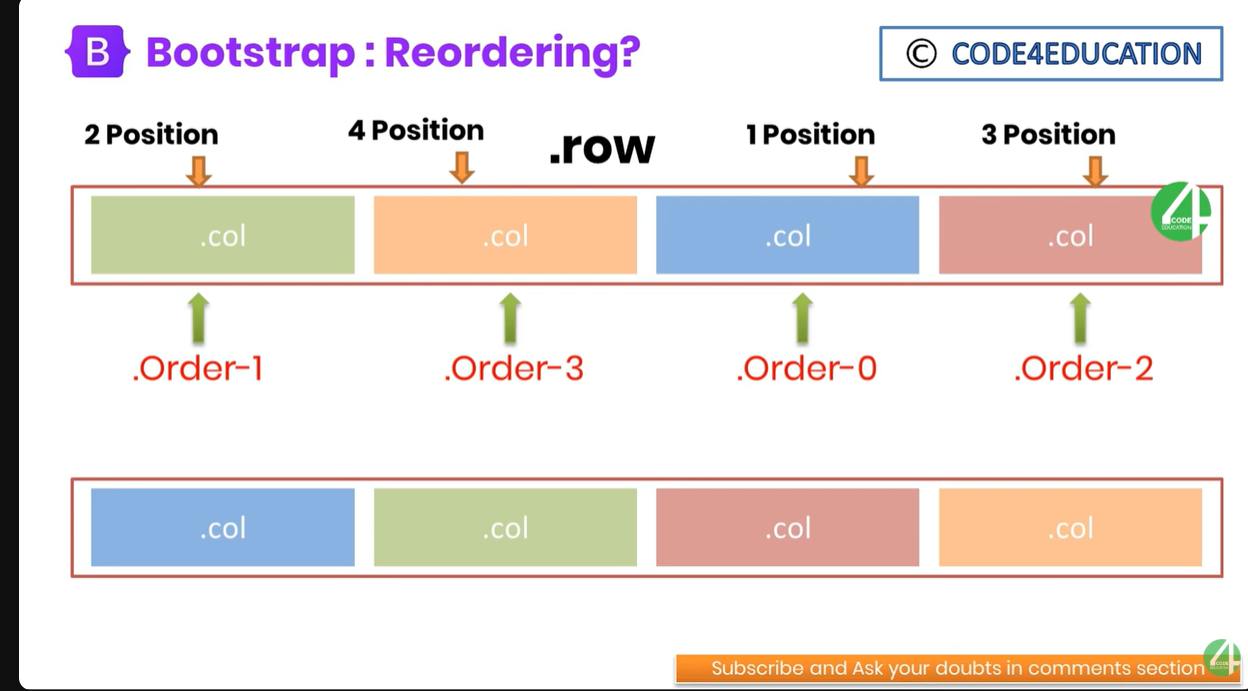 B Bootstrap : Reordering?
© CODE4EDUCATION
2 Position 4 Position .row 1 Position 3 Position
.col .col .col .col
4 CODE EDUCATION
.Order-1 .Order-3 .Order-0 .Order-2
.col .col .col .col
Subscribe and Ask your doubts in comments section
4 CODE EDUCATION